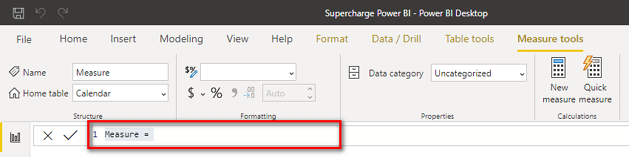 Supercharge Power BI - Power BI Desktop
File Home Insert Modeling View Help Format Data / Drill Table tools Measure tools
Name Measure
Home table Calendar
Structure
$%
$ % 9 .00 Auto
Formatting
Data category Uncategorized
Properties
New measure Quick measure
Calculations
1 Measure =